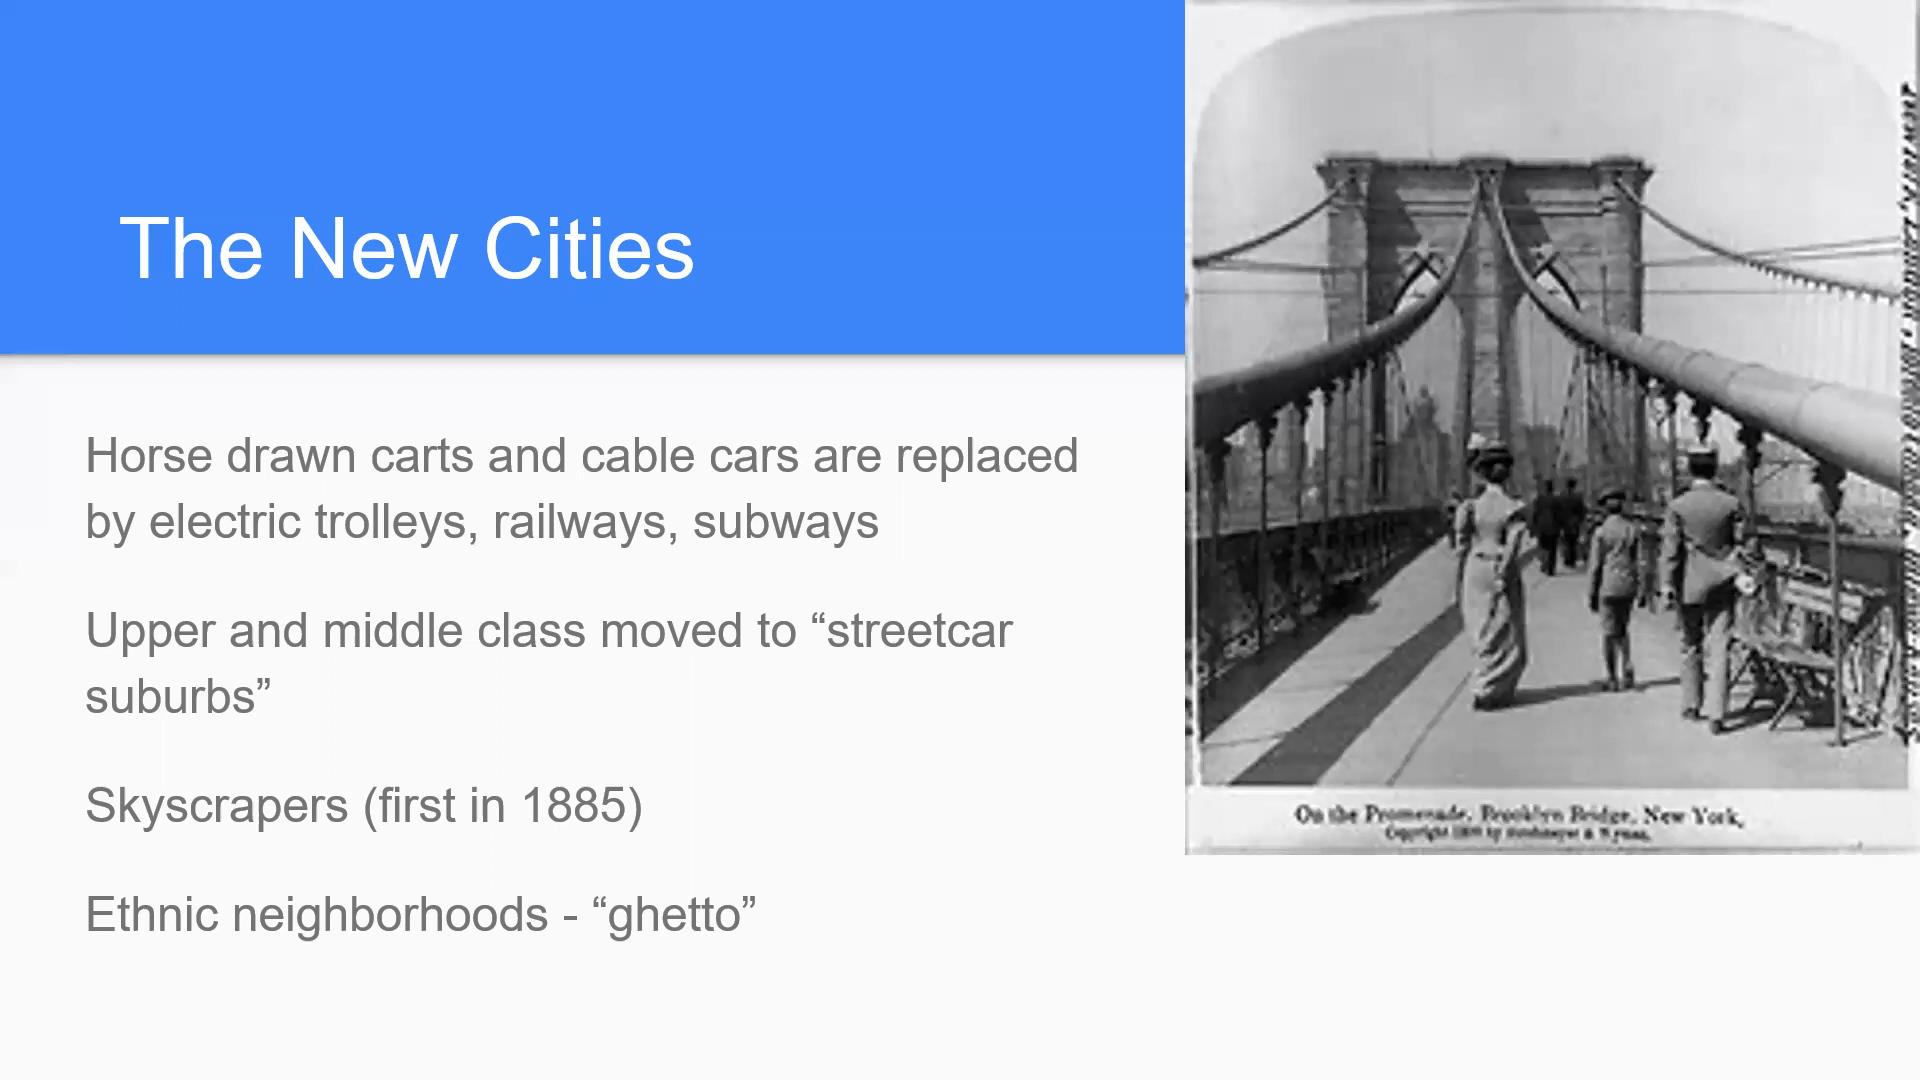 The New Cities
Horse drawn carts and cable cars are replaced
by electric trolleys, railways, subways
Upper and middle class moved to “streetcar
suburbs”
Skyscrapers (first in 1885)
Ethnic neighborhoods - “ghetto”
On the Promenade, Brooklyn Bridge, New York,
Copyright by